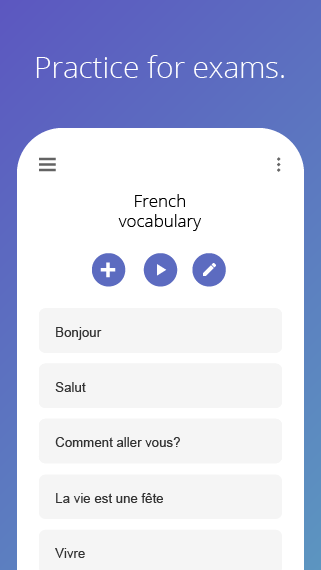 Practice for exams.
French
vocabulary
Bonjour
Salut
Comment aller vous?
La vie est une fête
Vivre